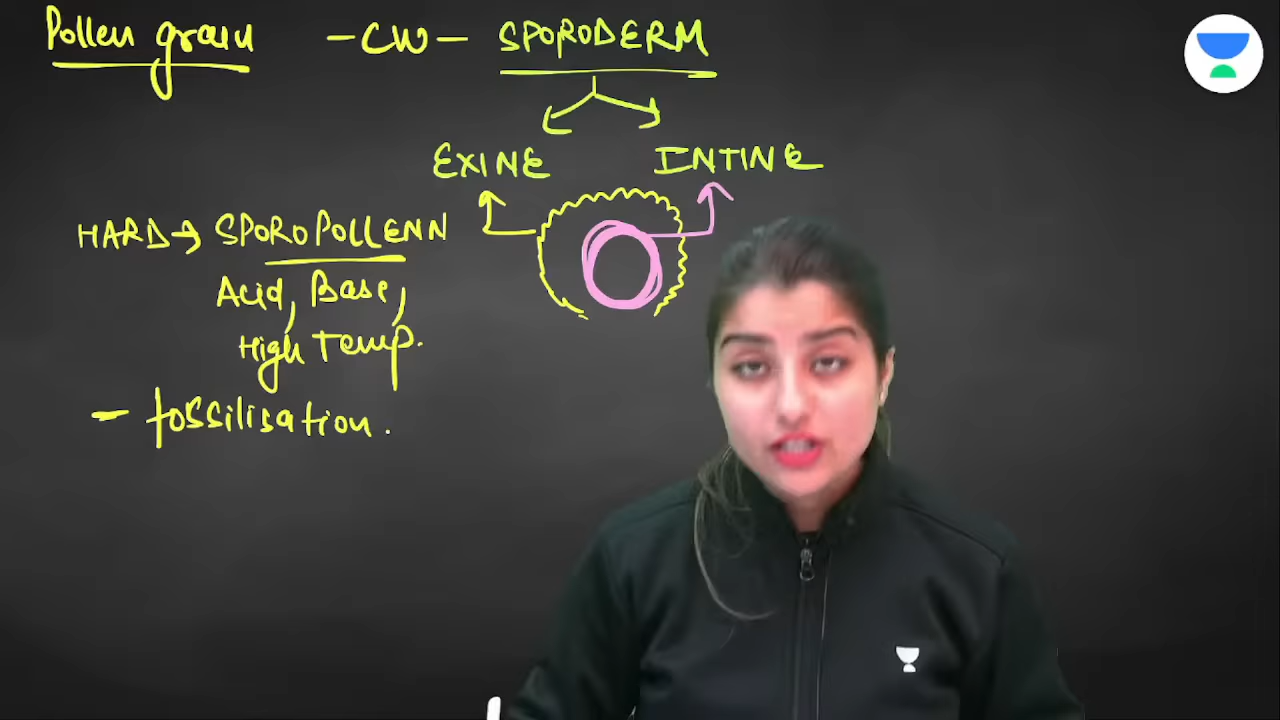 Pollen grain - CW - SPORODERM
EXINE INTINE
HARD → SPOROPOLLENN
Acid, Base,
High Temp.
- fossilisation.